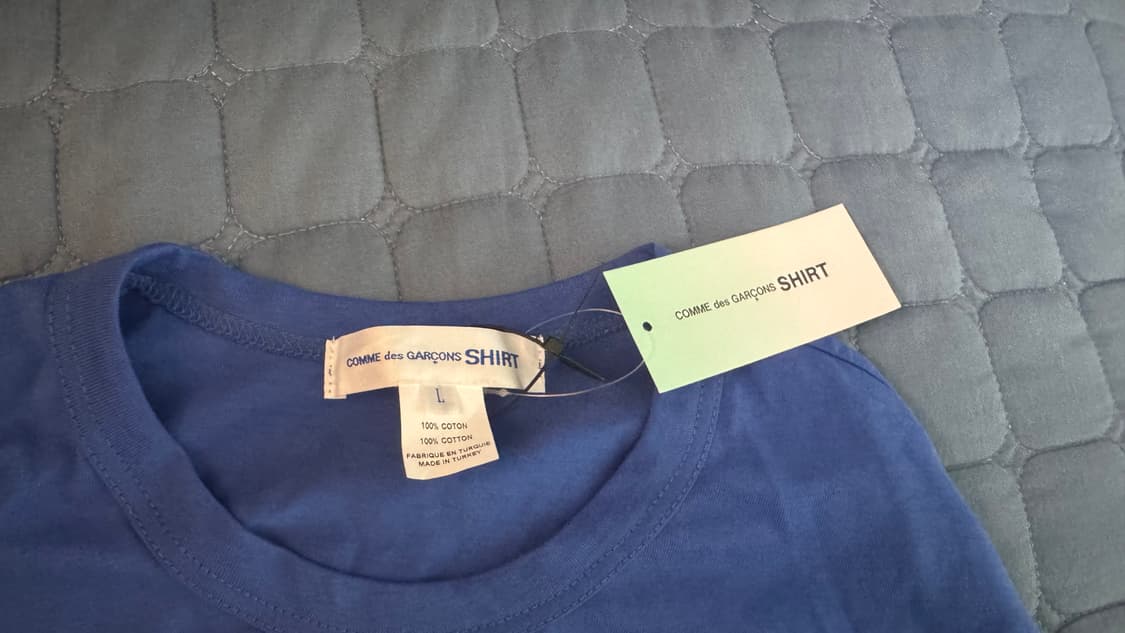 COMME des GARÇONS SHIRT
L
100% COTON
100% COTTON
FABRIQUE EN TURQUIE
MADE IN TURKEY
COMME des GARÇONS SHIRT